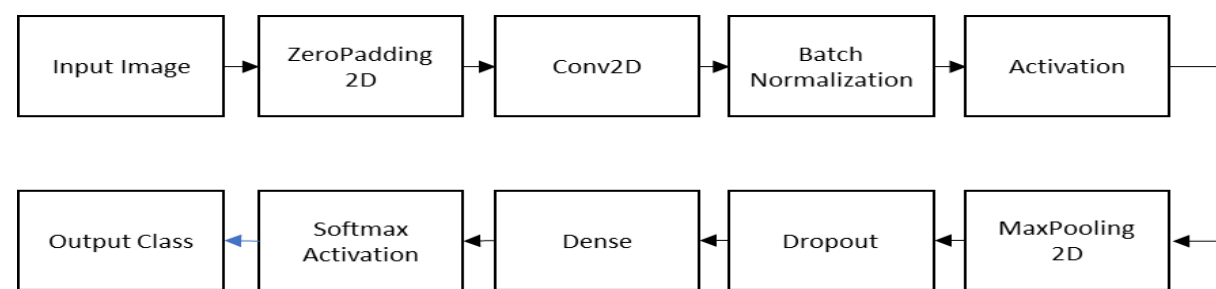 Input Image
ZeroPadding
2D
Conv2D
Batch
Normalization
Activation
MaxPooling
2D
Dropout
Dense
Softmax
Activation
Output Class